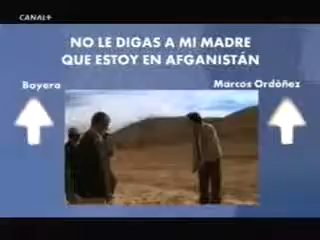 CANAL+
NO LE DIGAS A MI MADRE
QUE ESTOY EN AFGANISTÁN
Boyero
Marcos Ordóñez